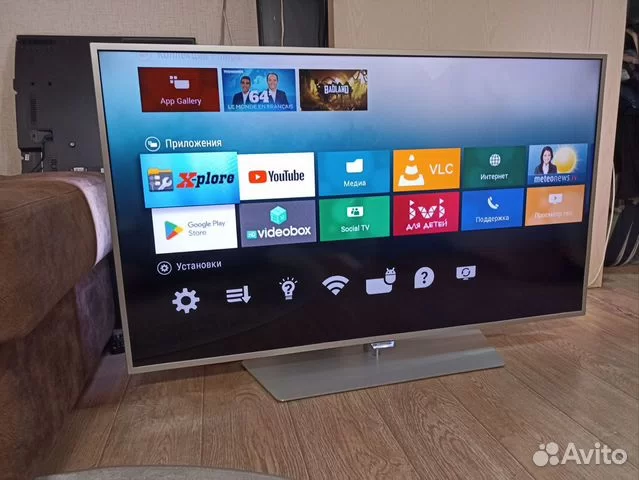 App Gallery
64'
LE MONDE EN FRANÇAIS
BADLAND
Приложения
Xplore
YouTube
Медиа
VLC
Интернет
meteonews.tv
Google Play
Store
videobox
Social TV
ivi
ДЛЯ ДЕТЕЙ
Поддержка
Установки
Avito